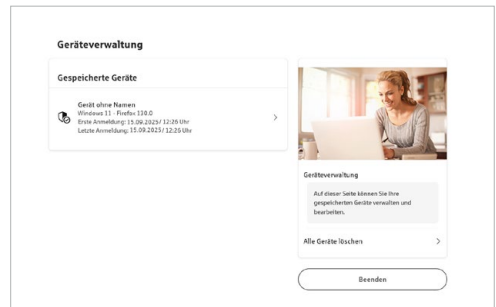 Geräteverwaltung
Gespeicherte Geräte
Gerät ohne Namen
Windows 11 - Firefox 130.0
Erste Anmeldung: 15.09.2025/ 12:26 Uhr
Letzte Anmeldung: 15.09.2025/ 12:26 Uhr
Geräteverwaltung
Auf dieser Seite können Sie Ihre
gespeicherten Geräte verwalten und
bearbeiten.
Alle Geräte löschen
Beenden